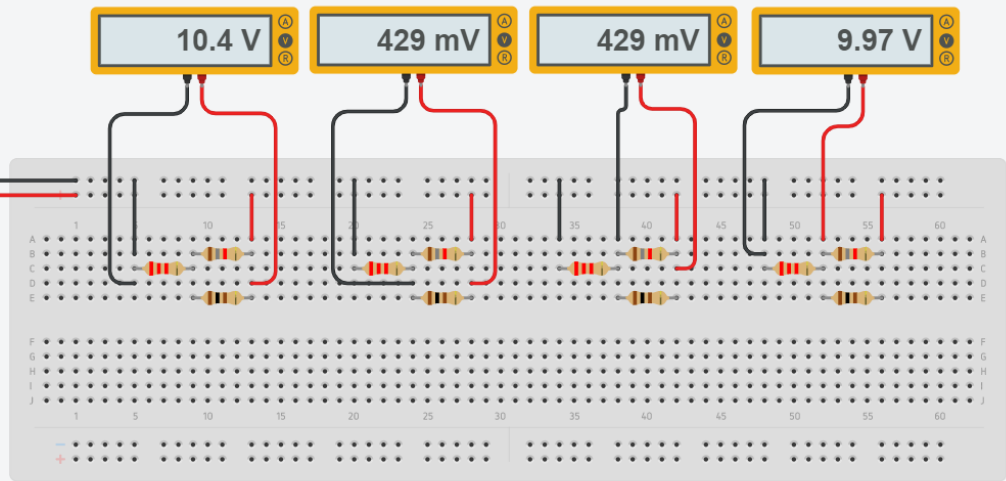 10.4 V A V R 429 mV A V R 429 mV A V R 9.97 V A V R
1 5 10 15 20 25 30 35 40 45 50 55 60
A A
B B
C C
D D
E E
F F
G G
H H
I I
J J
1 5 10 15 20 25 30 35 40 45 50 55 60
−
+